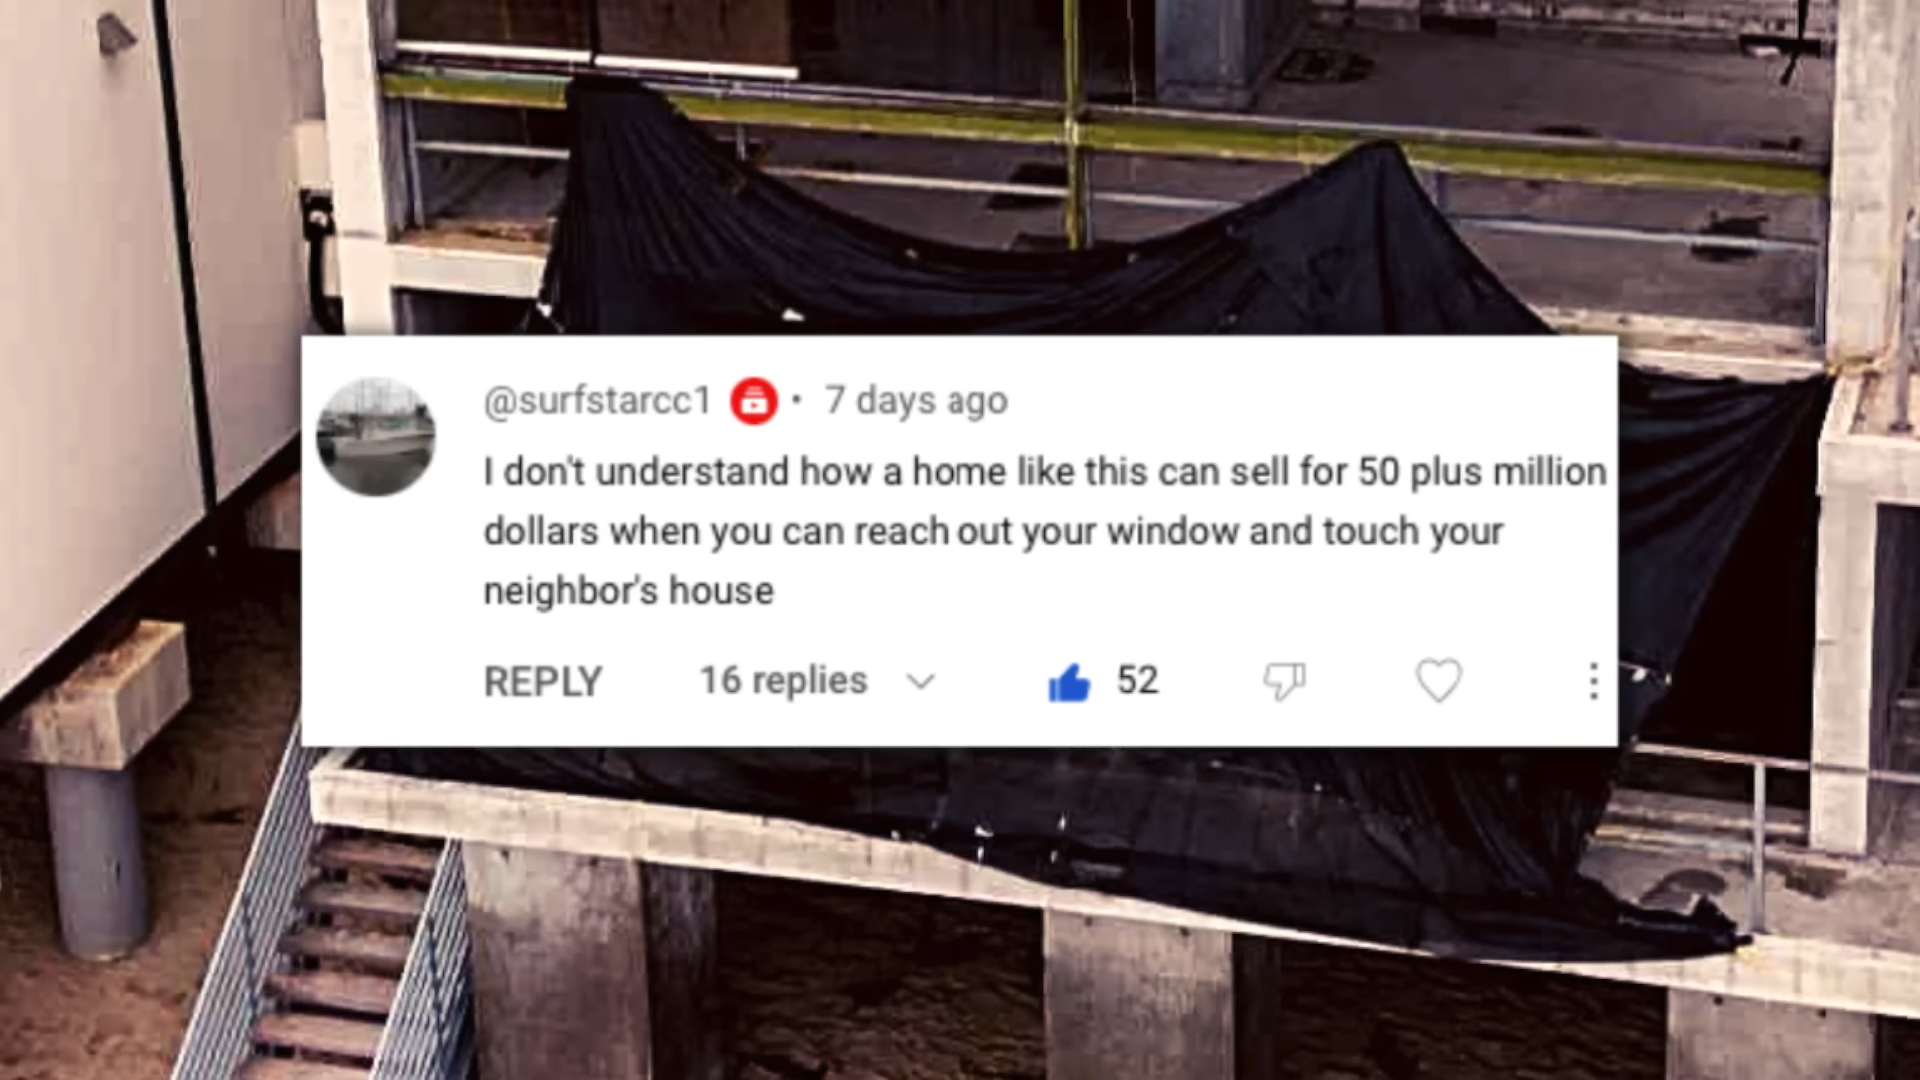 @surfstarcc1 • 7 days ago
I don't understand how a home like this can sell for 50 plus million
dollars when you can reach out your window and touch your
neighbor's house
REPLY 16 replies 52